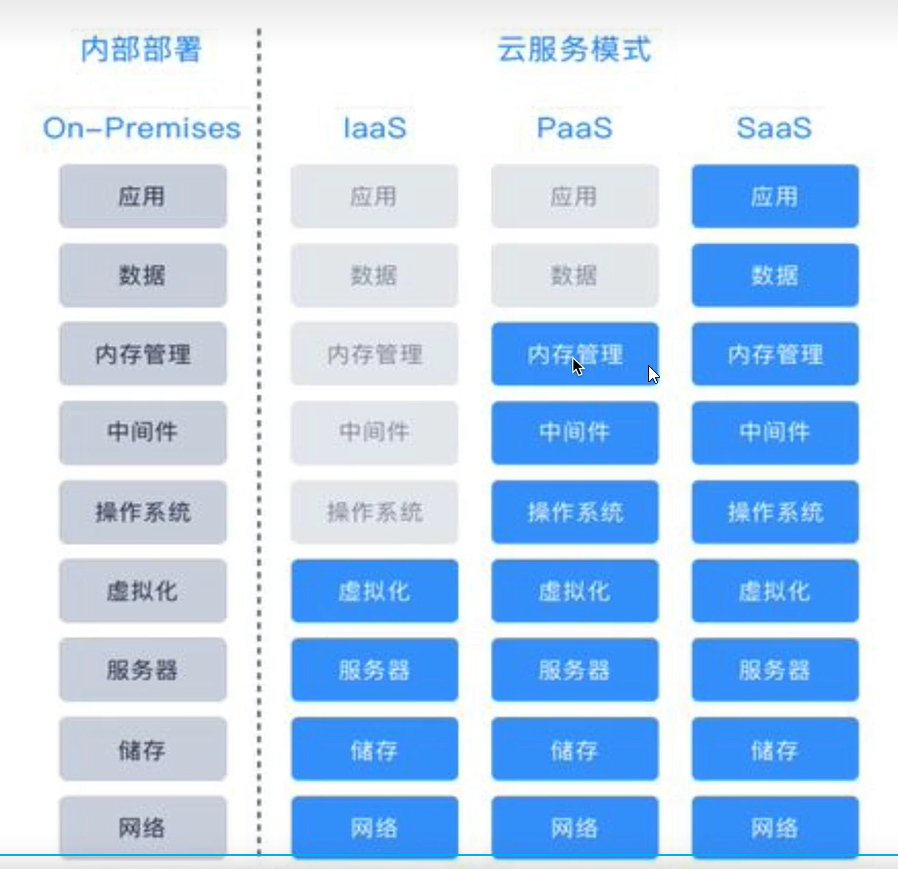 内部部署 云服务模式
On-Premises IaaS PaaS SaaS
应用 应用 应用 应用
数据 数据 数据 数据
内存管理 内存管理 内存管理 内存管理
中间件 中间件 中间件 中间件
操作系统 操作系统 操作系统 操作系统
虚拟化 虚拟化 虚拟化 虚拟化
服务器 服务器 服务器 服务器
储存 储存 储存 储存
网络 网络 网络 网络